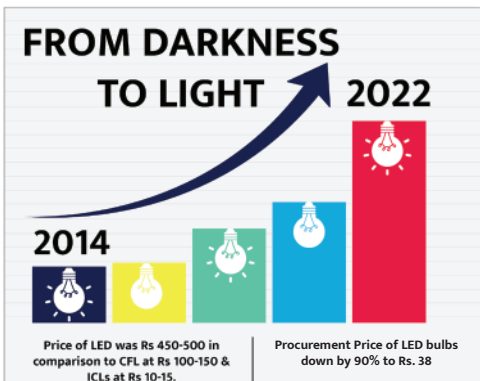 FROM DARKNESS
TO LIGHT
2022
2014
Price of LED was Rs 450-500 in
comparison to CFL at Rs 100-150 &
ICLs at Rs 10-15.
Procurement Price of LED bulbs
down by 90% to Rs. 38